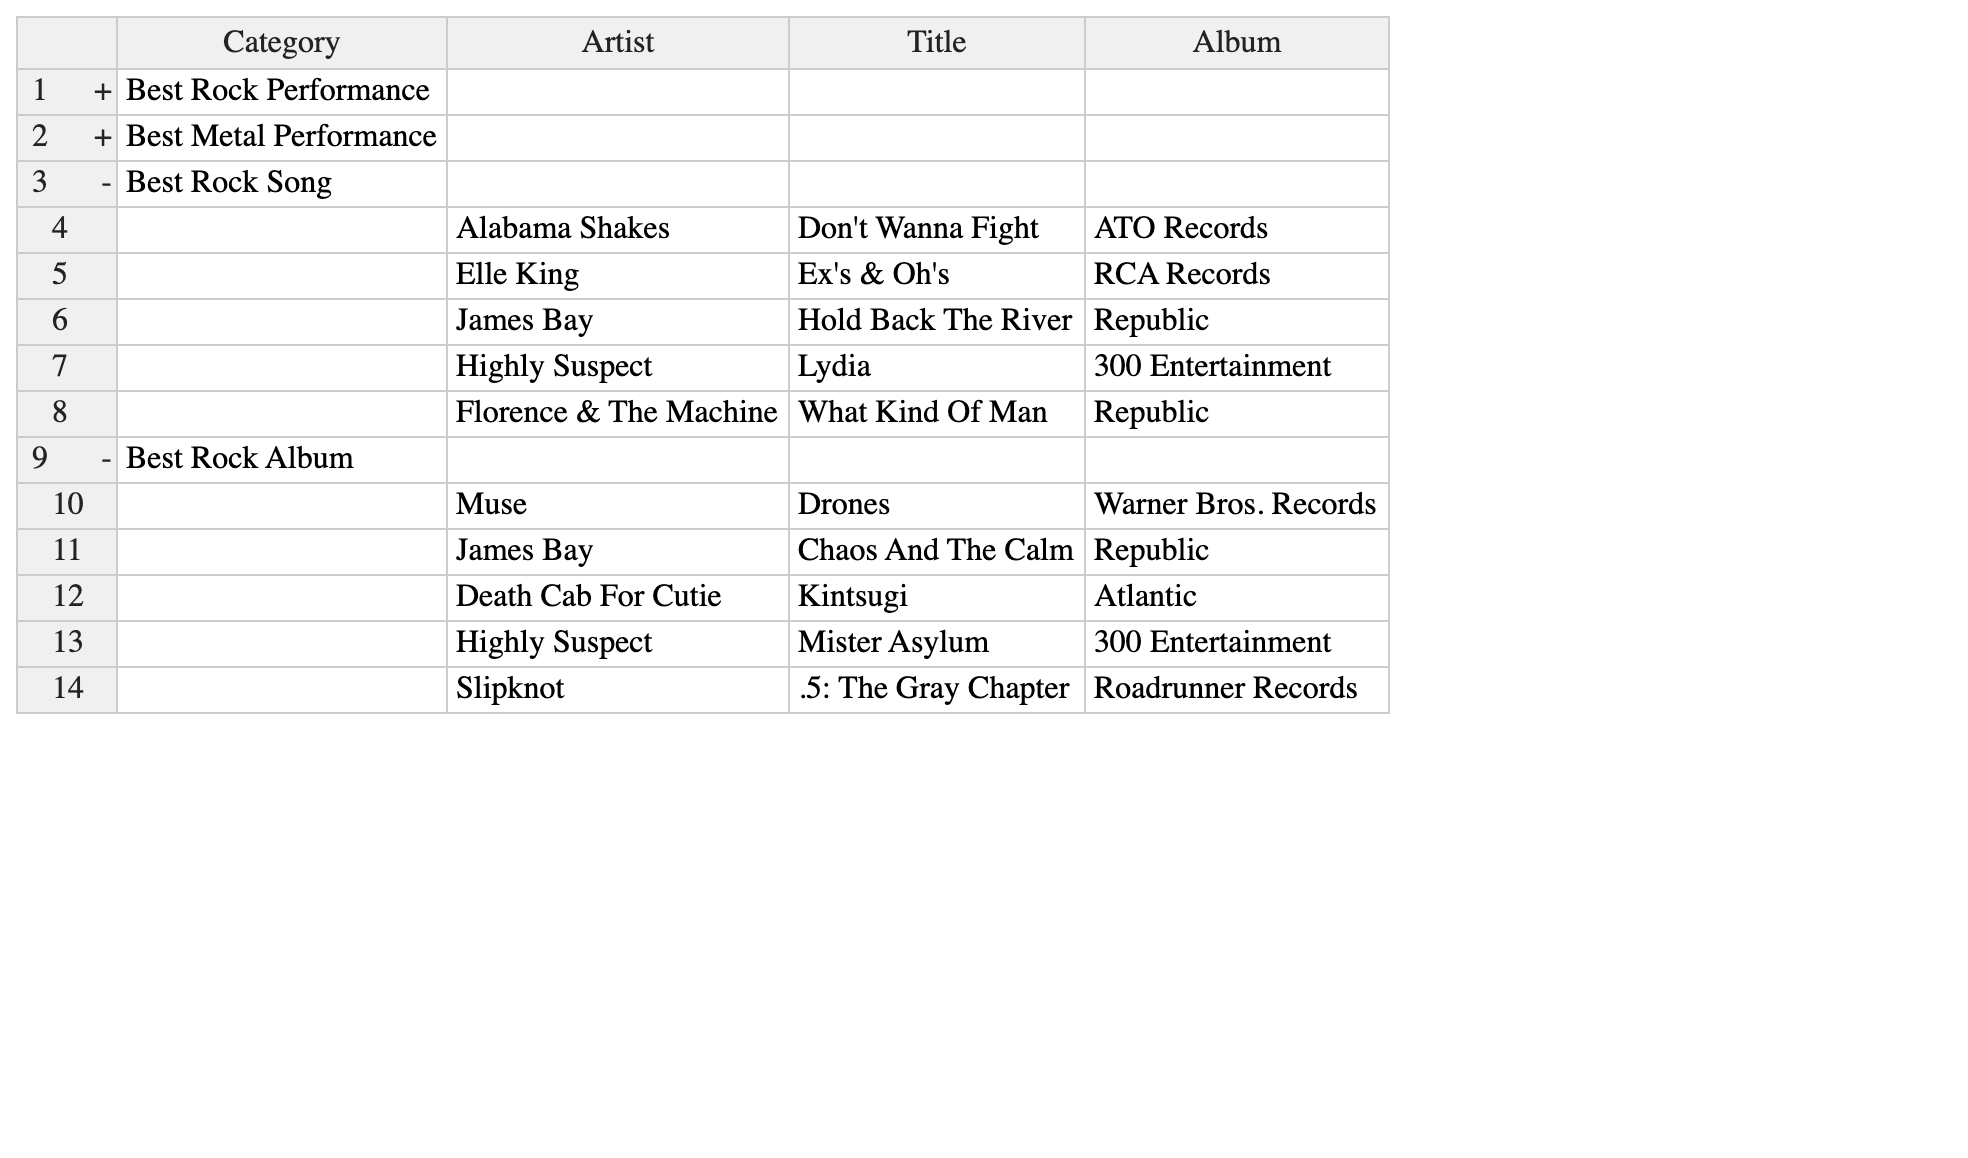 Category Artist Title Album
1 + Best Rock Performance
2 + Best Metal Performance
3 - Best Rock Song
4 Alabama Shakes Don't Wanna Fight ATO Records
5 Elle King Ex's & Oh's RCA Records
6 James Bay Hold Back The River Republic
7 Highly Suspect Lydia 300 Entertainment
8 Florence & The Machine What Kind Of Man Republic
9 - Best Rock Album
10 Muse Drones Warner Bros. Records
11 James Bay Chaos And The Calm Republic
12 Death Cab For Cutie Kintsugi Atlantic
13 Highly Suspect Mister Asylum 300 Entertainment
14 Slipknot .5: The Gray Chapter Roadrunner Records